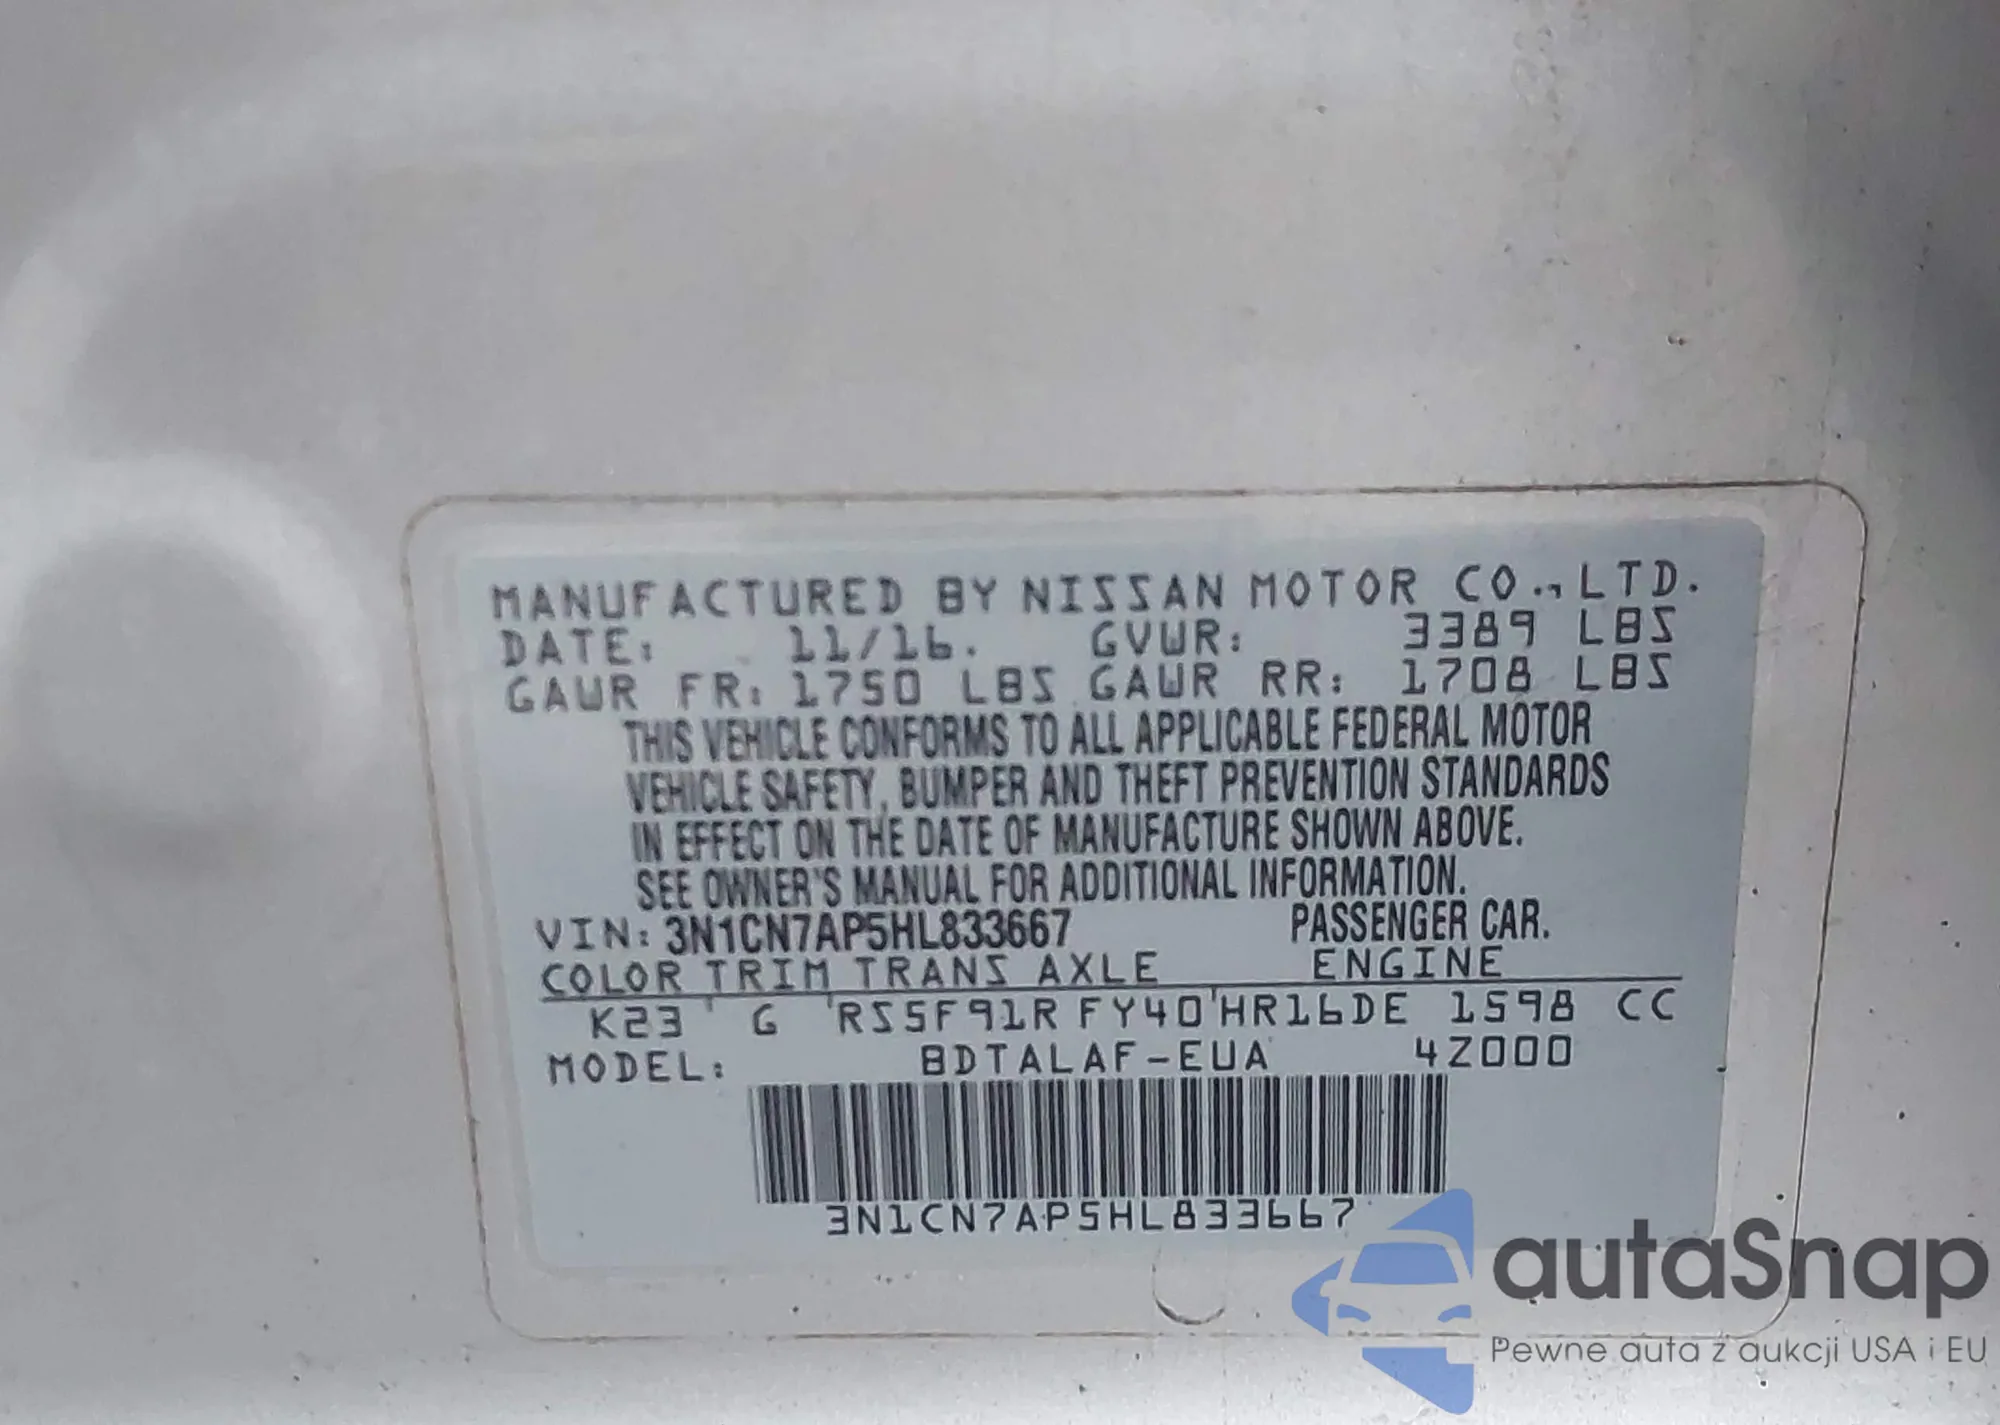 MANUFACTURED BY NISSAN MOTOR CO., LTD.
DATE: 11/16. GVWR: 3389 LBS
GAWR FR: 1750 LBS GAWR RR: 1708 LBS
THIS VEHICLE CONFORMS TO ALL APPLICABLE FEDERAL MOTOR
VEHICLE SAFETY, BUMPER AND THEFT PREVENTION STANDARDS
IN EFFECT ON THE DATE OF MANUFACTURE SHOWN ABOVE.
SEE OWNER'S MANUAL FOR ADDITIONAL INFORMATION.
VIN: 3N1CN7AP5HL833667 PASSENGER CAR.
COLOR TRIM TRANS AXLE ENGINE
K23 G RS5F91R FY40 HR16DE 1598 CC
MODEL: BDTALAF-EUA 4Z000
3N1CN7AP5HL833667
autaSnap
Pewne auta z aukcji USA i EU